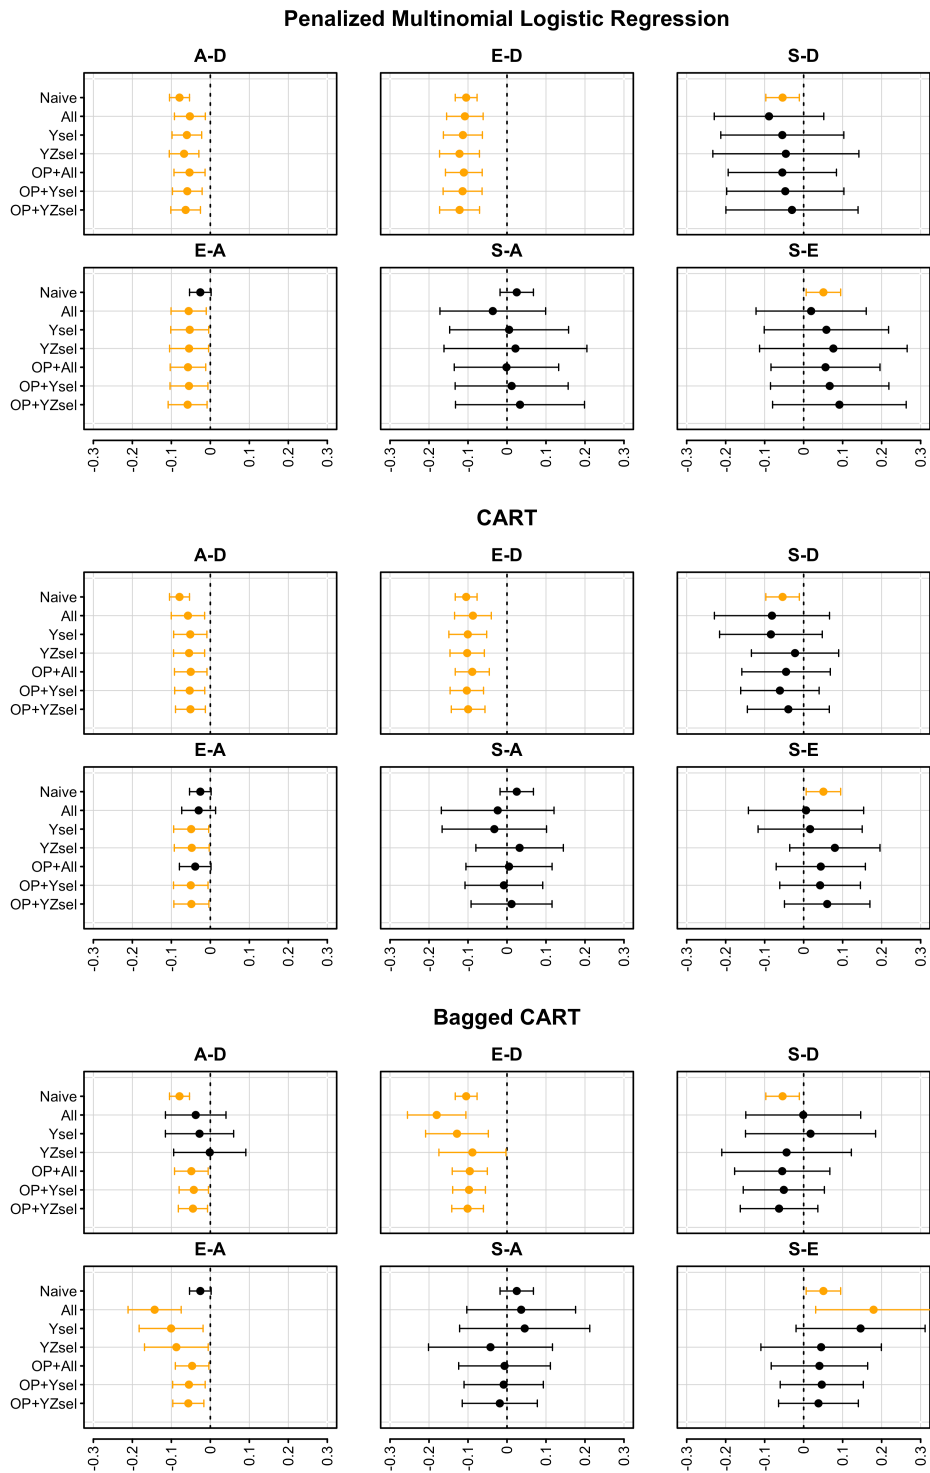 Penalized Multinomial Logistic Regression
A-D E-D S-D
Naive
All
Ysel
YZsel
OP+All
OP+Ysel
OP+YZsel
E-A S-A S-E
Naive
All
Ysel
YZsel
OP+All
OP+Ysel
OP+YZsel
-0.3 -0.2 -0.1 0 0.1 0.2 0.3 -0.3 -0.2 -0.1 0 0.1 0.2 0.3 -0.3 -0.2 -0.1 0 0.1 0.2 0.3
CART
A-D E-D S-D
Naive
All
Ysel
YZsel
OP+All
OP+Ysel
OP+YZsel
E-A S-A S-E
Naive
All
Ysel
YZsel
OP+All
OP+Ysel
OP+YZsel
-0.3 -0.2 -0.1 0 0.1 0.2 0.3 -0.3 -0.2 -0.1 0 0.1 0.2 0.3 -0.3 -0.2 -0.1 0 0.1 0.2 0.3
Bagged CART
A-D E-D S-D
Naive
All
Ysel
YZsel
OP+All
OP+Ysel
OP+YZsel
E-A S-A S-E
Naive
All
Ysel
YZsel
OP+All
OP+Ysel
OP+YZsel
-0.3 -0.2 -0.1 0 0.1 0.2 0.3 -0.3 -0.2 -0.1 0 0.1 0.2 0.3 -0.3 -0.2 -0.1 0 0.1 0.2 0.3